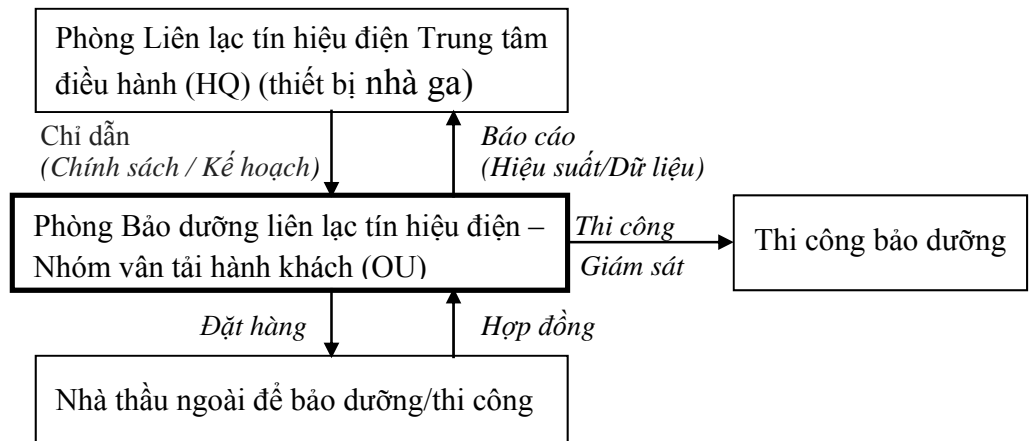 Phòng Liên lạc tín hiệu điện Trung tâm
điều hành (HQ) (thiết bị nhà ga)
Chỉ dẫn
(Chính sách / Kế hoạch)
Báo cáo
(Hiệu suất/Dữ liệu)
Phòng Bảo dưỡng liên lạc tín hiệu điện –
Nhóm vân tải hành khách (OU)
Thi công
Giám sát
Thi công bảo dưỡng
Đặt hàng
Hợp đồng
Nhà thầu ngoài để bảo dưỡng/thi công